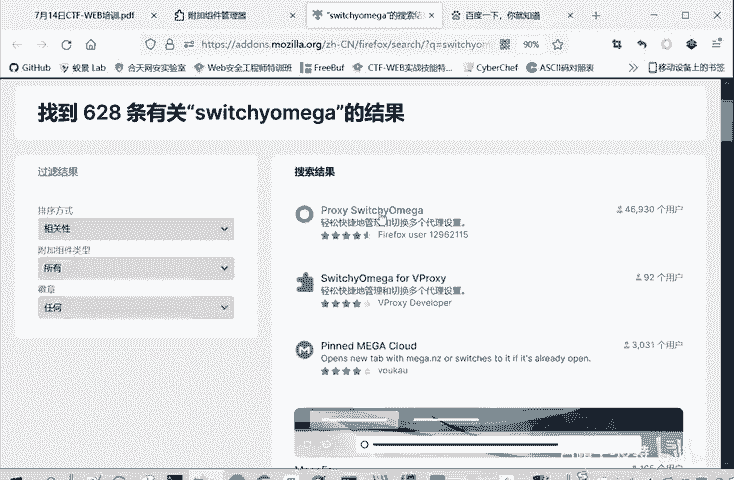 7月14日CTF-WEB培训.pdf
附加组件管理器
"switchyomega"的搜索结
百度一下，你就知道
https://addons.mozilla.org/zh-CN/firefox/search/?q=switchyom
90%
GitHub
蚁景 Lab
合天网安实验室
Web安全工程师特训班
FreeBuf
CTF-WEB实战技能特...
CyberChef
ASCII码对照表
移动设备上的书签
找到 628 条有关“switchyomega”的结果
过滤结果
排序方式
相关性
附加组件类型
所有
徽章
任何
搜索结果
Proxy SwitchyOmega
46,930 个用户
轻松快捷地管理和切换多个代理设置。
Firefox user 12962115
SwitchyOmega for VProxy
92 个用户
轻松快捷地管理和切换多个代理设置。
VProxy Developer
Pinned MEGA Cloud
3,031 个用户
Opens new tab with mega.nz or switches to it if it's already open.
voukau